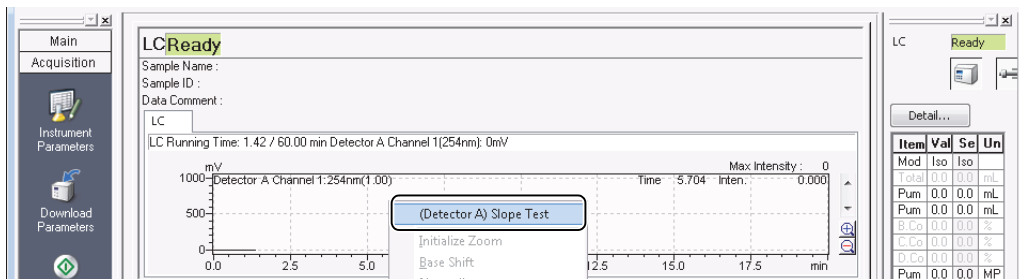 Main
Acquisition
Instrument
Parameters
Download
Parameters
LC Ready
Sample Name :
Sample ID :
Data Comment :
LC
LC Running Time: 1.42 / 60.00 min Detector A Channel 1(254nm): 0mV
mV
Max Intensity : 0
1000
Detector A Channel 1:254nm(1.00)
Time 5.704 Inten. 0.000
500
0
0.0 2.5 5.0 12.5 15.0 17.5 min
(Detector A) Slope Test
Initialize Zoom
Base Shift
LC Ready
Detail...
Item Val Se Un
Mod Iso Iso
Total 0.0 0.0 mL
Pum 0.0 0.0 mL
Pum 0.0 0.0 mL
B.Co 0.0 0.0 %
C.Co 0.0 0.0 %
D.Co 0.0 0.0 %
Pum 0.0 0.0 MP